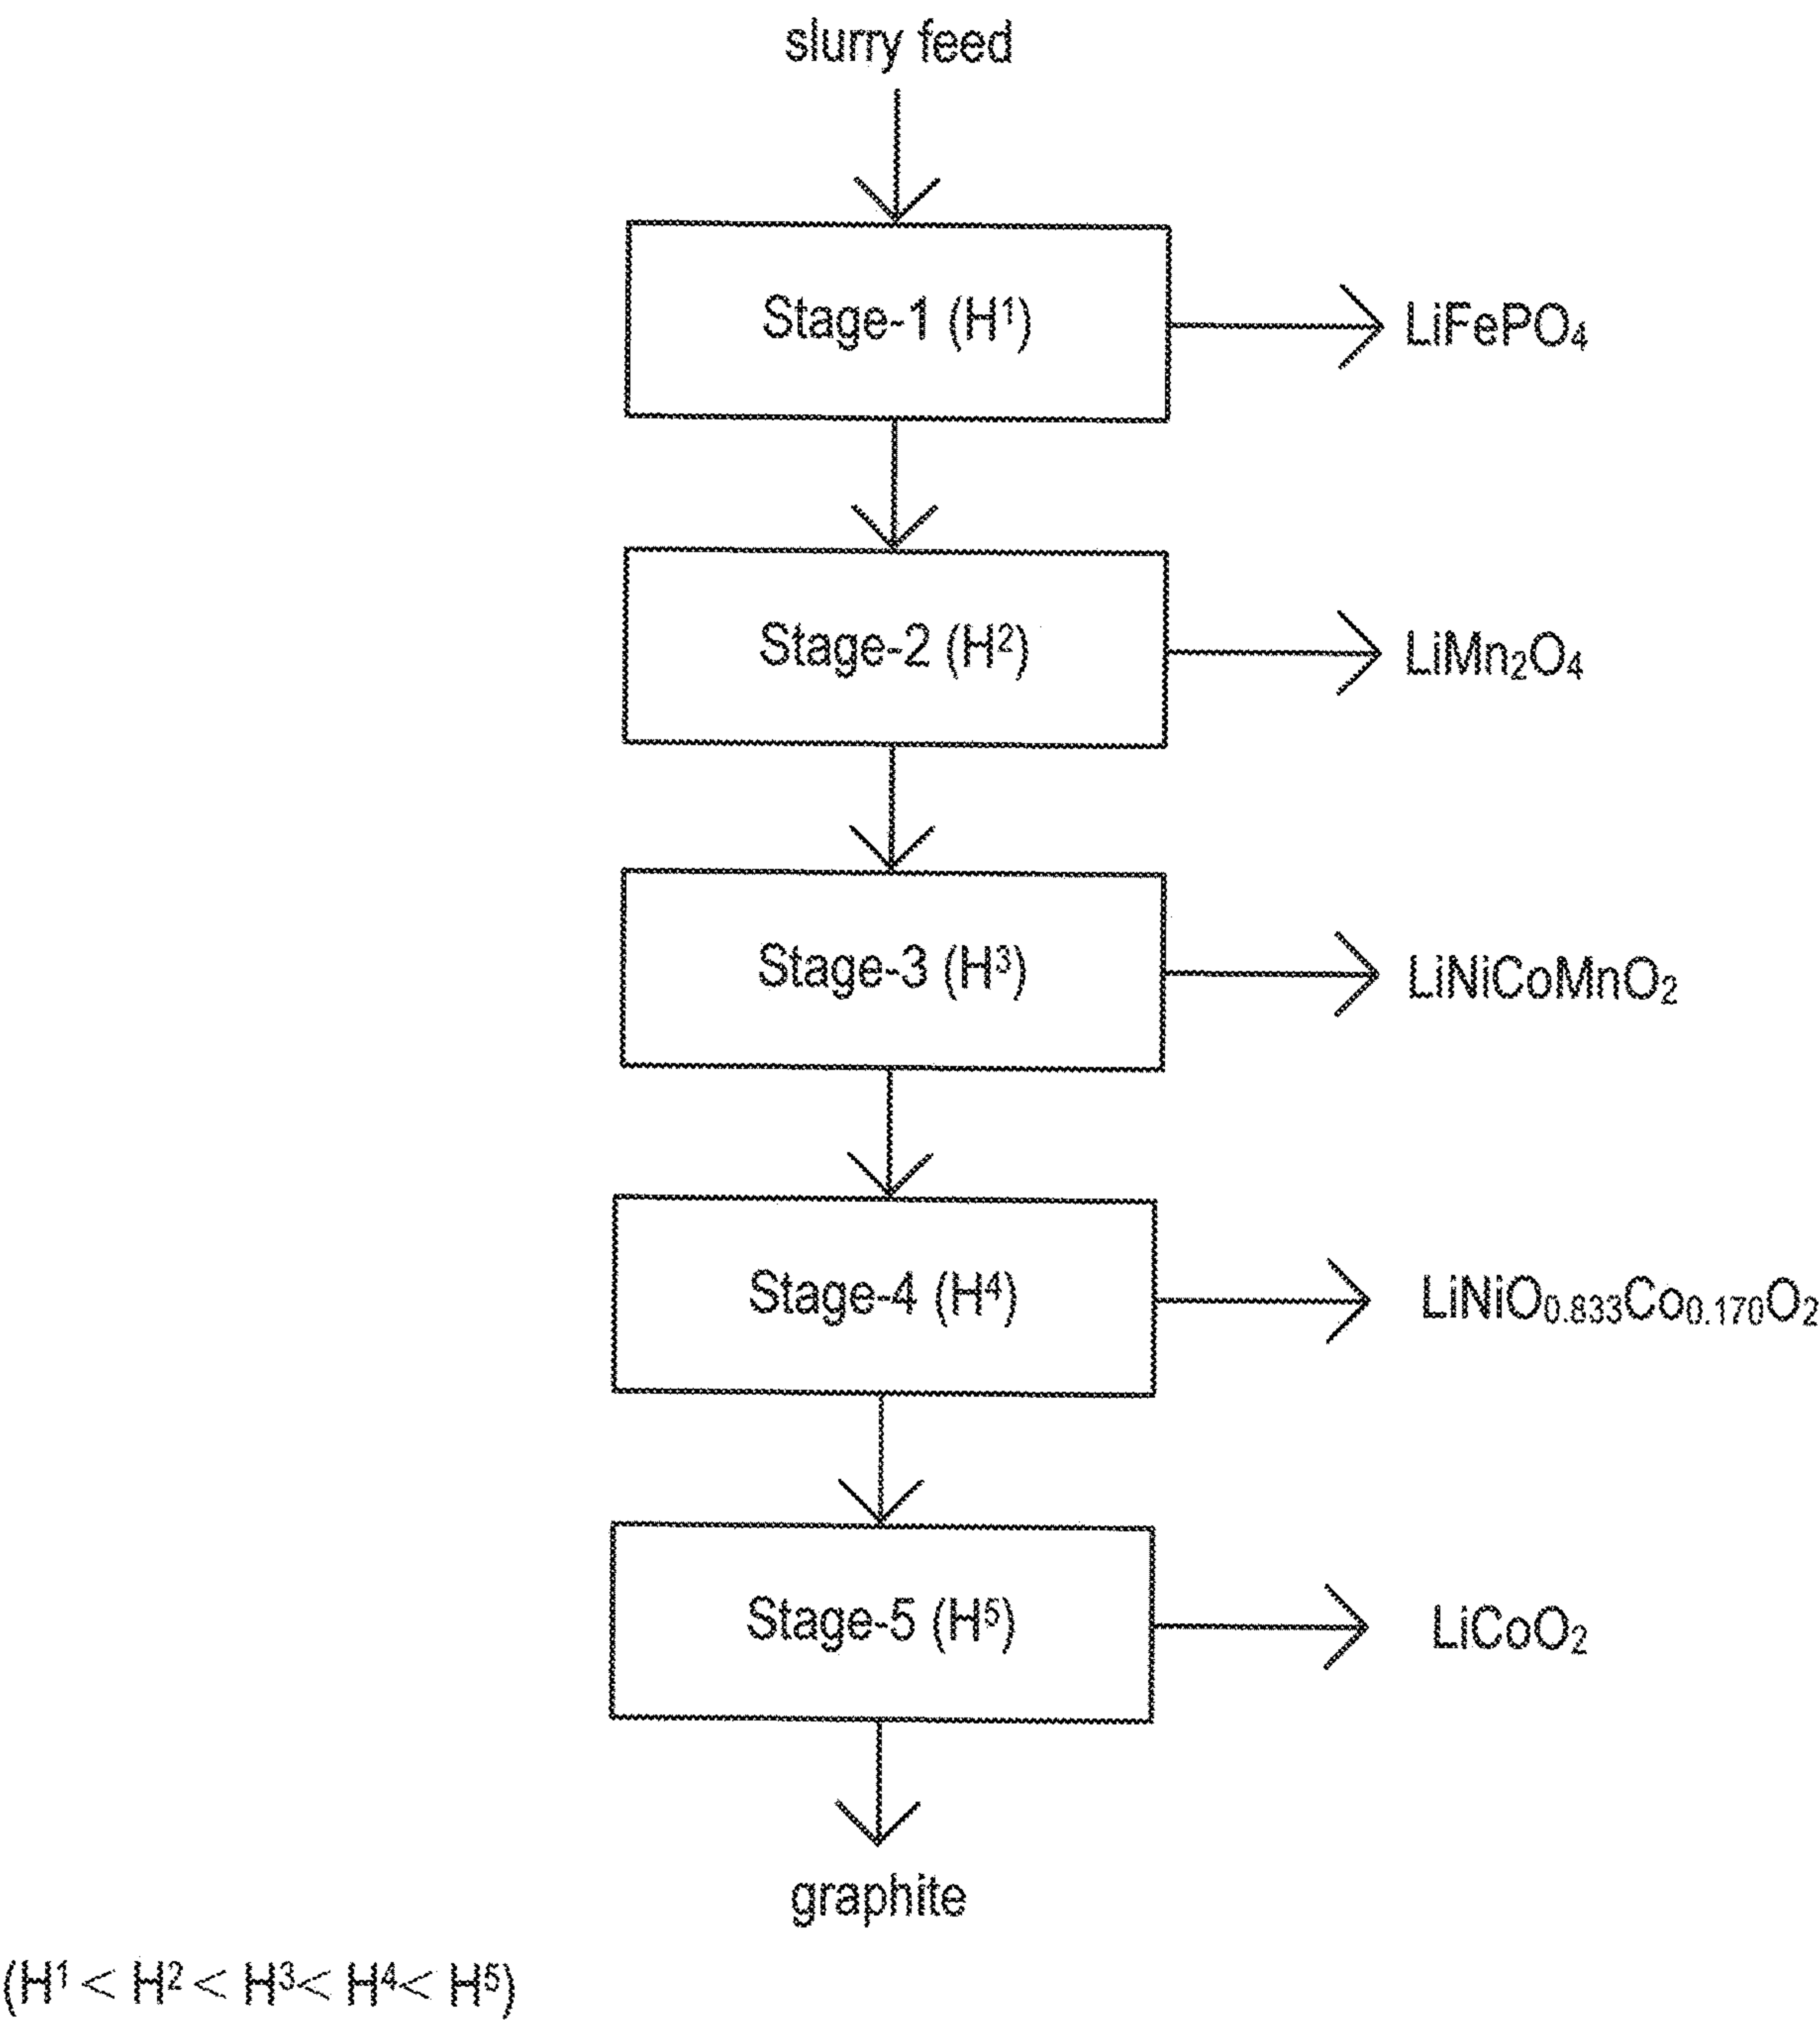 slurry feed
Stage-1 (H¹)
LiFePO₄
Stage-2 (H²)
LiMn₂O₄
Stage-3 (H³)
LiNiCoMnO₂
Stage-4 (H⁴)
LiNiO₀.₈₃₃Co₀.₁₇₀O₂
Stage-5 (H⁵)
LiCoO₂
graphite
(H¹ < H² < H³< H⁴< H⁵)